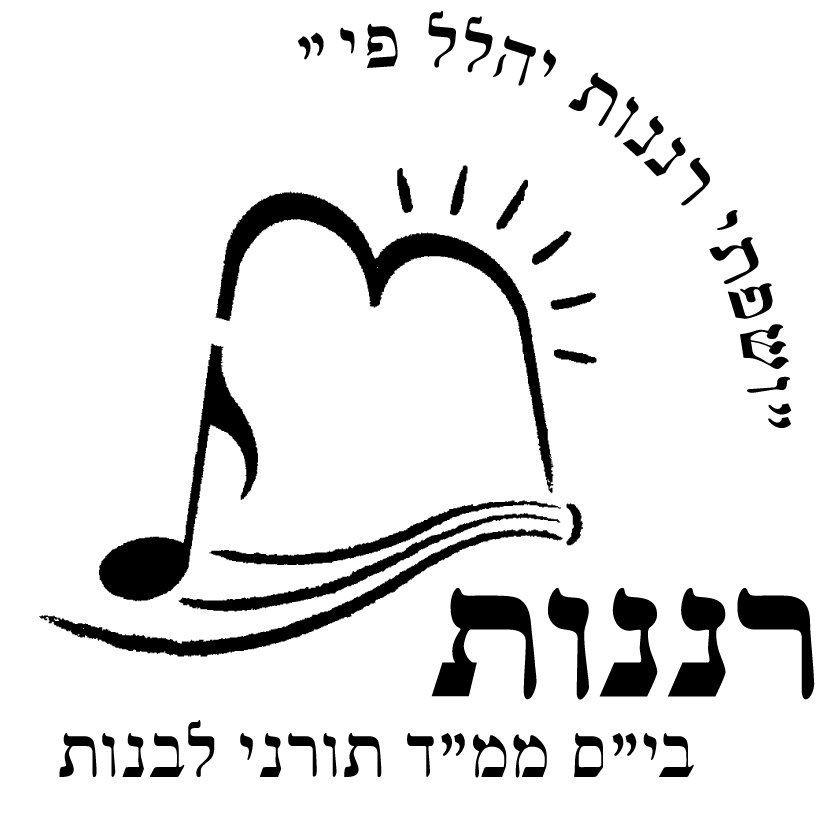 "ושפתי רננות יהלל פי"
רננות
בי"ס ממ"ד תורני לבנות